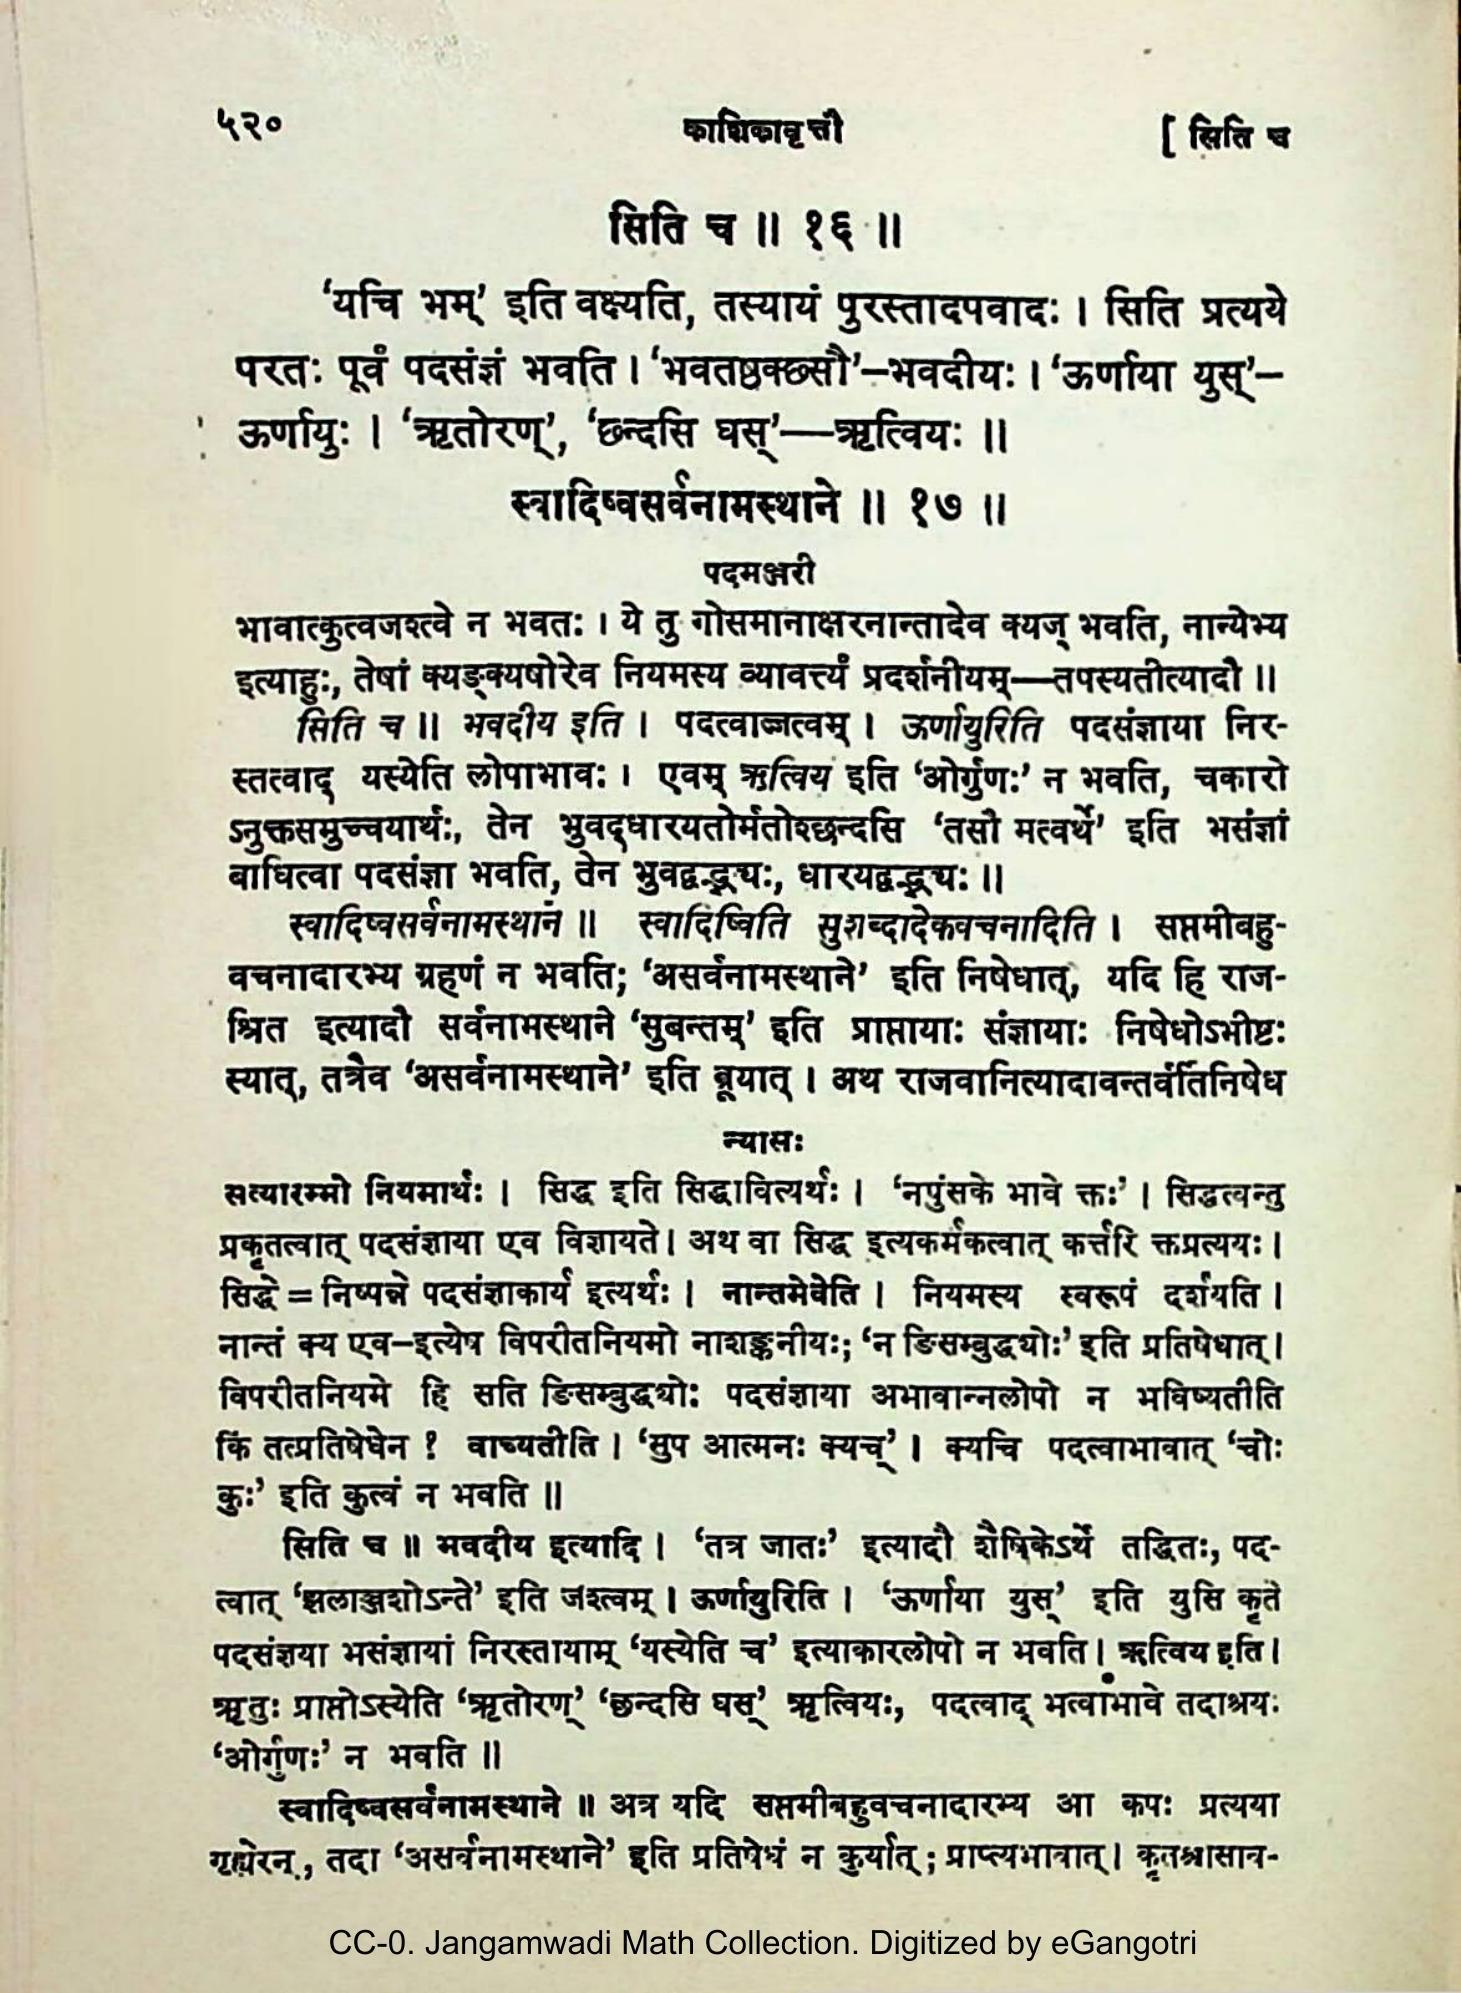 ५२०
काशिकावृत्तौ
[ सिति च
सिति च ॥ १६ ॥
‘यचि भम्’ इति वक्ष्यति, तस्यायं पुरस्तादपवादः । सिति प्रत्यये
परतः पूर्वं पदसंज्ञं भवति । ‘भवतष्ठक्छसौ’–भवदीयः । ‘ऊर्णाया युस्’–
ऊर्णायुः । ‘ऋतोरण्’, ‘छन्दसि घस्’—ऋत्वियः ॥
स्वादिष्वसर्वनामस्थाने ॥ १७ ॥
पदमञ्जरी
भावात्कुत्वजश्त्वे न भवतः । ये तु गोसमानाक्षरनान्तादेव क्यज् भवति, नान्येभ्य
इत्याहुः, तेषां क्यङ्क्यषोरेव नियमस्य व्यावर्त्त्यं प्रदर्शनीयम्—तपस्यतीत्यादौ ॥
सिति च ॥ भवदीय इति । पदत्वाज्जत्वम् । ऊर्णायुरिति पदसंज्ञाया निर-
स्तत्वाद् यस्येति लोपाभावः । एवम् ऋत्विय इति ‘ओर्गुणः’ न भवति, चकारो
ऽनुक्तसमुच्चयार्थः, तेन भुवद्धारयतोर्मतोश्छन्दसि ‘तसौ मत्वर्थे’ इति भसंज्ञां
बाधित्वा पदसंज्ञा भवति, तेन भुवद्वद्भ्यः, धारयद्वद्भ्यः ॥
स्वादिष्वसर्वनामस्थाने ॥ स्वादिष्विति सुशब्दादेकवचनादिति । सप्तमीबहु-
वचनादारभ्य ग्रहणं न भवति; ‘असर्वनामस्थाने’ इति निषेधात्, यदि हि राज-
श्रित इत्यादौ सर्वनामस्थाने ‘सुबन्तम्’ इति प्राप्तायाः संज्ञायाः निषेधोऽभीष्टः
स्यात्, तत्रैव ‘असर्वनामस्थाने’ इति ब्रूयात् । अथ राजवानित्यादावन्तर्वर्तिनिषेध
न्यासः
सत्यारम्भो नियमार्थः । सिद्ध इति सिद्धावित्यर्थः । ‘नपुंसके भावे क्तः’ । सिद्धत्वन्तु
प्रकृतत्वात् पदसंज्ञाया एव विज्ञायते । अथ वा सिद्ध इत्यकर्मकत्वात् कर्त्तरि क्तप्रत्ययः ।
सिद्धे = निष्पन्ने पदसंज्ञाकार्य इत्यर्थः । नान्तमेवेति । नियमस्य स्वरूपं दर्शयति ।
नान्तं क्य एव–इत्येष विपरीतनियमो नाशङ्कनीयः; ‘न ङिसम्बुद्ध्योः’ इति प्रतिषेधात् ।
विपरीतनियमे हि सति ङिसम्बुद्ध्योः पदसंज्ञाया अभावान्नलोपो न भविष्यतीति
किं तत्प्रतिषेधेन ? वाच्यतीति । ‘सुप आत्मनः क्यच्’ । क्यचि पदत्वाभावात् ‘चोः
कुः’ इति कुत्वं न भवति ॥
सिति च ॥ भवदीय इत्यादि । ‘तत्र जातः’ इत्यादौ शैषिकेऽर्थे तद्धितः, पद-
त्वात् ‘झलाञ्जशोऽन्ते’ इति जश्त्वम् । ऊर्णायुरिति । ‘ऊर्णाया युस्’ इति युसि कृते
पदसंज्ञया भसंज्ञायां निरस्तायाम् ‘यस्येति च’ इत्याकारलोपो न भवति । ऋत्विय इति ।
ऋतुः प्राप्तोऽस्येति ‘ऋतोरण्’ ‘छन्दसि घस्’ ऋत्वियः, पदत्वाद् भत्वाभावे तदाश्रयः
‘ओर्गुणः’ न भवति ॥
स्वादिष्वसर्वनामस्थाने ॥ अत्र यदि सप्तमीबहुवचनादारभ्य आ कपः प्रत्यया
गृह्येरन्, तदा ‘असर्वनामस्थाने’ इति प्रतिषेधं न कुर्यात् ; प्राप्त्यभावात् । कृतश्चासाव-
CC-0. Jangamwadi Math Collection. Digitized by eGangotri